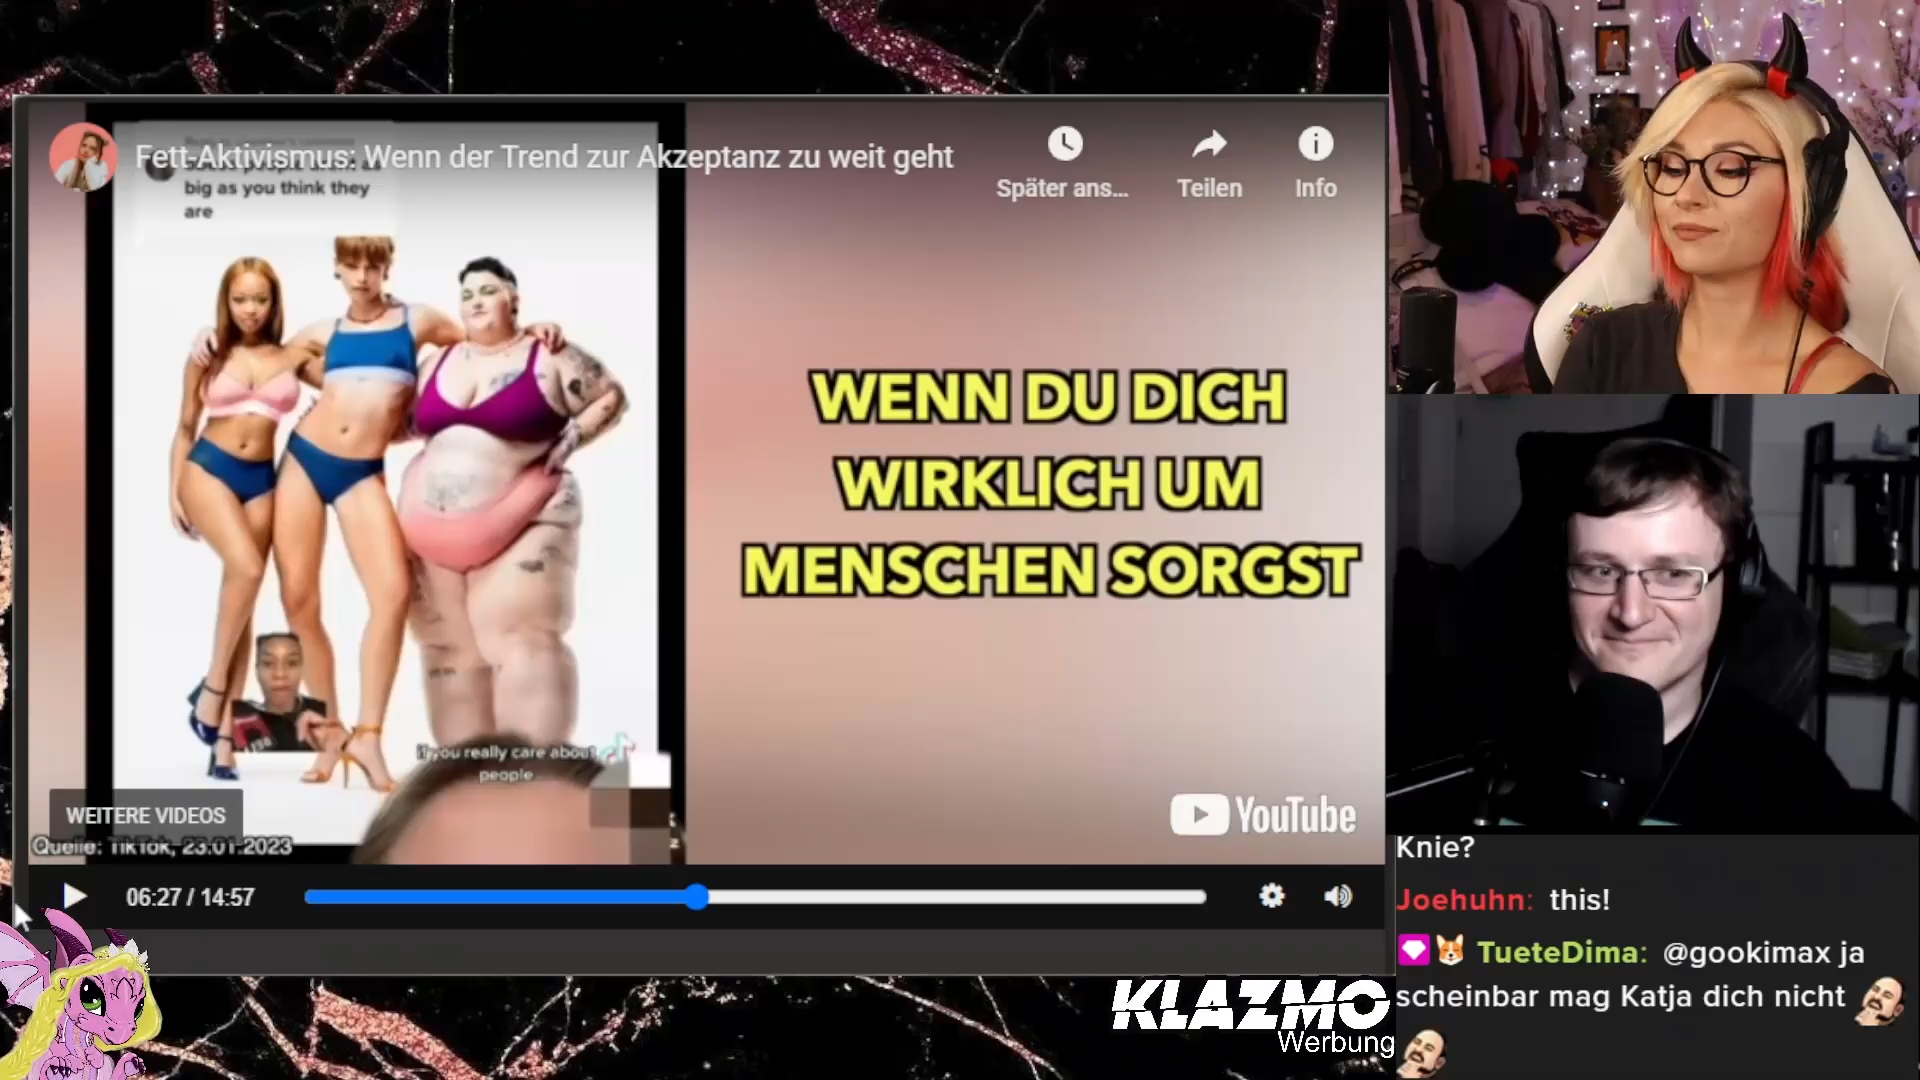 Fett-Aktivismus: Wenn der Trend zur Akzeptanz zu weit geht
Später ans...
Teilen
Info
big as you think they
are
WENN DU DICH
WIRKLICH UM
MENSCHEN SORGST
if you really care about
people
WEITERE VIDEOS
Quelle: TikTok, 23.01.2023
YouTube
06:27 / 14:57
Knie?
Joehuhn: this!
TueteDima: @gookimax ja
scheinbar mag Katja dich nicht
KLAZMO
Werbung